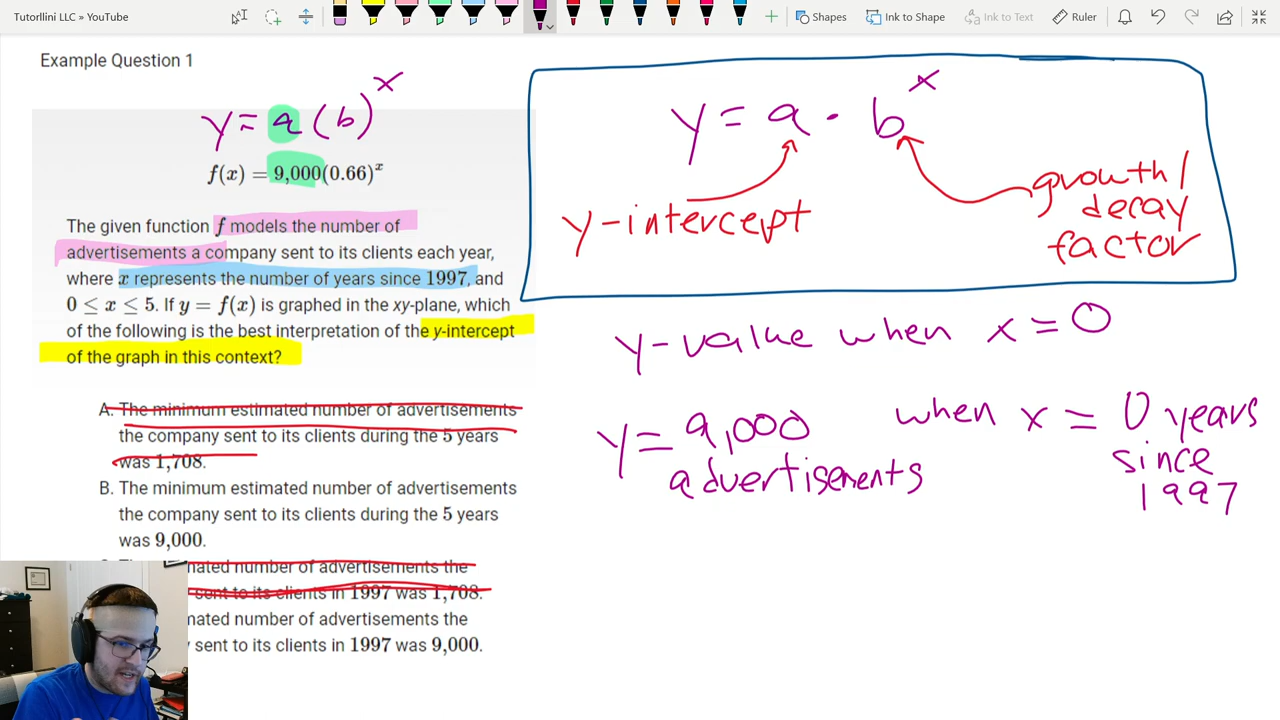 Tutorllini LLC » YouTube
Shapes
Ink to Shape
Ink to Text
Ruler
Example Question 1
y = a (b)^x
f(x) = 9,000(0.66)^x
The given function f models the number of
advertisements a company sent to its clients each year,
where x represents the number of years since 1997, and
0 ≤ x ≤ 5. If y = f(x) is graphed in the xy-plane, which
of the following is the best interpretation of the y-intercept
of the graph in this context?
A. The minimum estimated number of advertisements
the company sent to its clients during the 5 years
was 1,708.
B. The minimum estimated number of advertisements
the company sent to its clients during the 5 years
was 9,000.
number of advertisements the
sent to its clients in 1997 was 1,708.
number of advertisements the
sent to its clients in 1997 was 9,000.
y = a · b^x
y-intercept
growth/
decay
factor
y-value when x = 0
y = 9,000
advertisements
when x = 0 years
since
1997